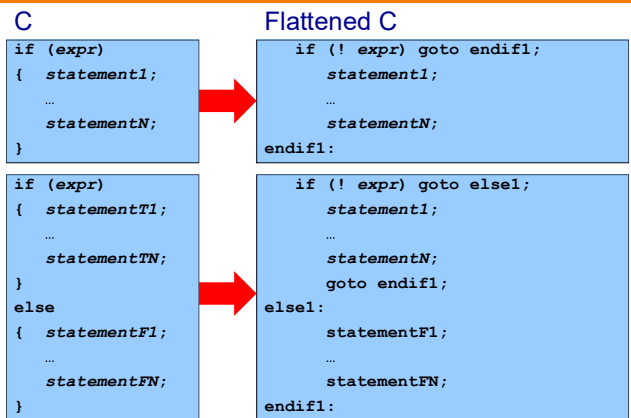 C
Flattened C
if (expr)
{ statement1;
…
statementN;
}
if (! expr) goto endif1;
statement1;
…
statementN;
endif1:
if (expr)
{ statementT1;
…
statementTN;
}
else
{ statementF1;
…
statementFN;
}
if (! expr) goto else1;
statement1;
…
statementN;
goto endif1;
else1:
statementF1;
…
statementFN;
endif1: